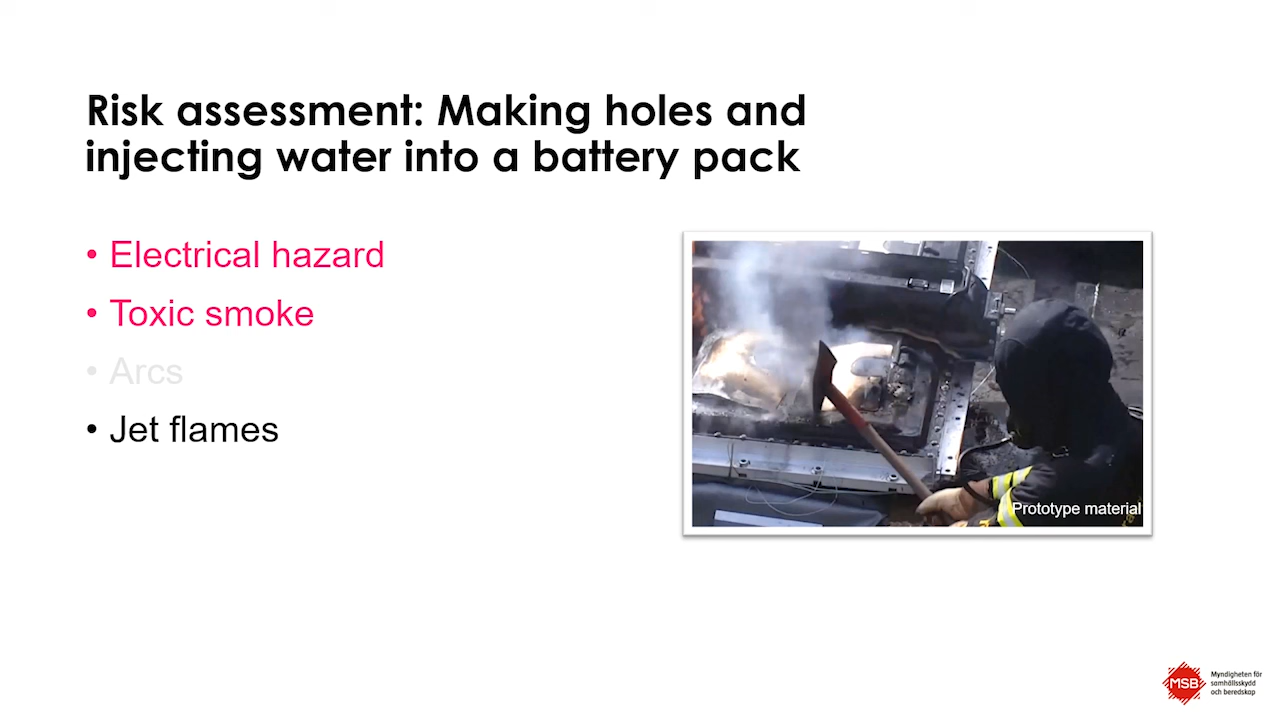 Risk assessment: Making holes and
injecting water into a battery pack
• Electrical hazard
• Toxic smoke
• Arcs
• Jet flames
Prototype material
MSB
Myndigheten för
samhällsskydd
och beredskap